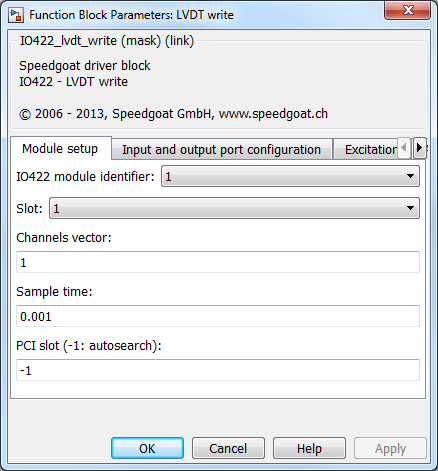 Function Block Parameters: LVDT write
IO422_lvdt_write (mask) (link)
Speedgoat driver block
IO422 - LVDT write
© 2006 - 2013, Speedgoat GmbH, www.speedgoat.ch
Module setup Input and output port configuration Excitation
IO422 module identifier: 1
Slot: 1
Channels vector:
1
Sample time:
0.001
PCI slot (-1: autosearch):
-1
OK Cancel Help Apply